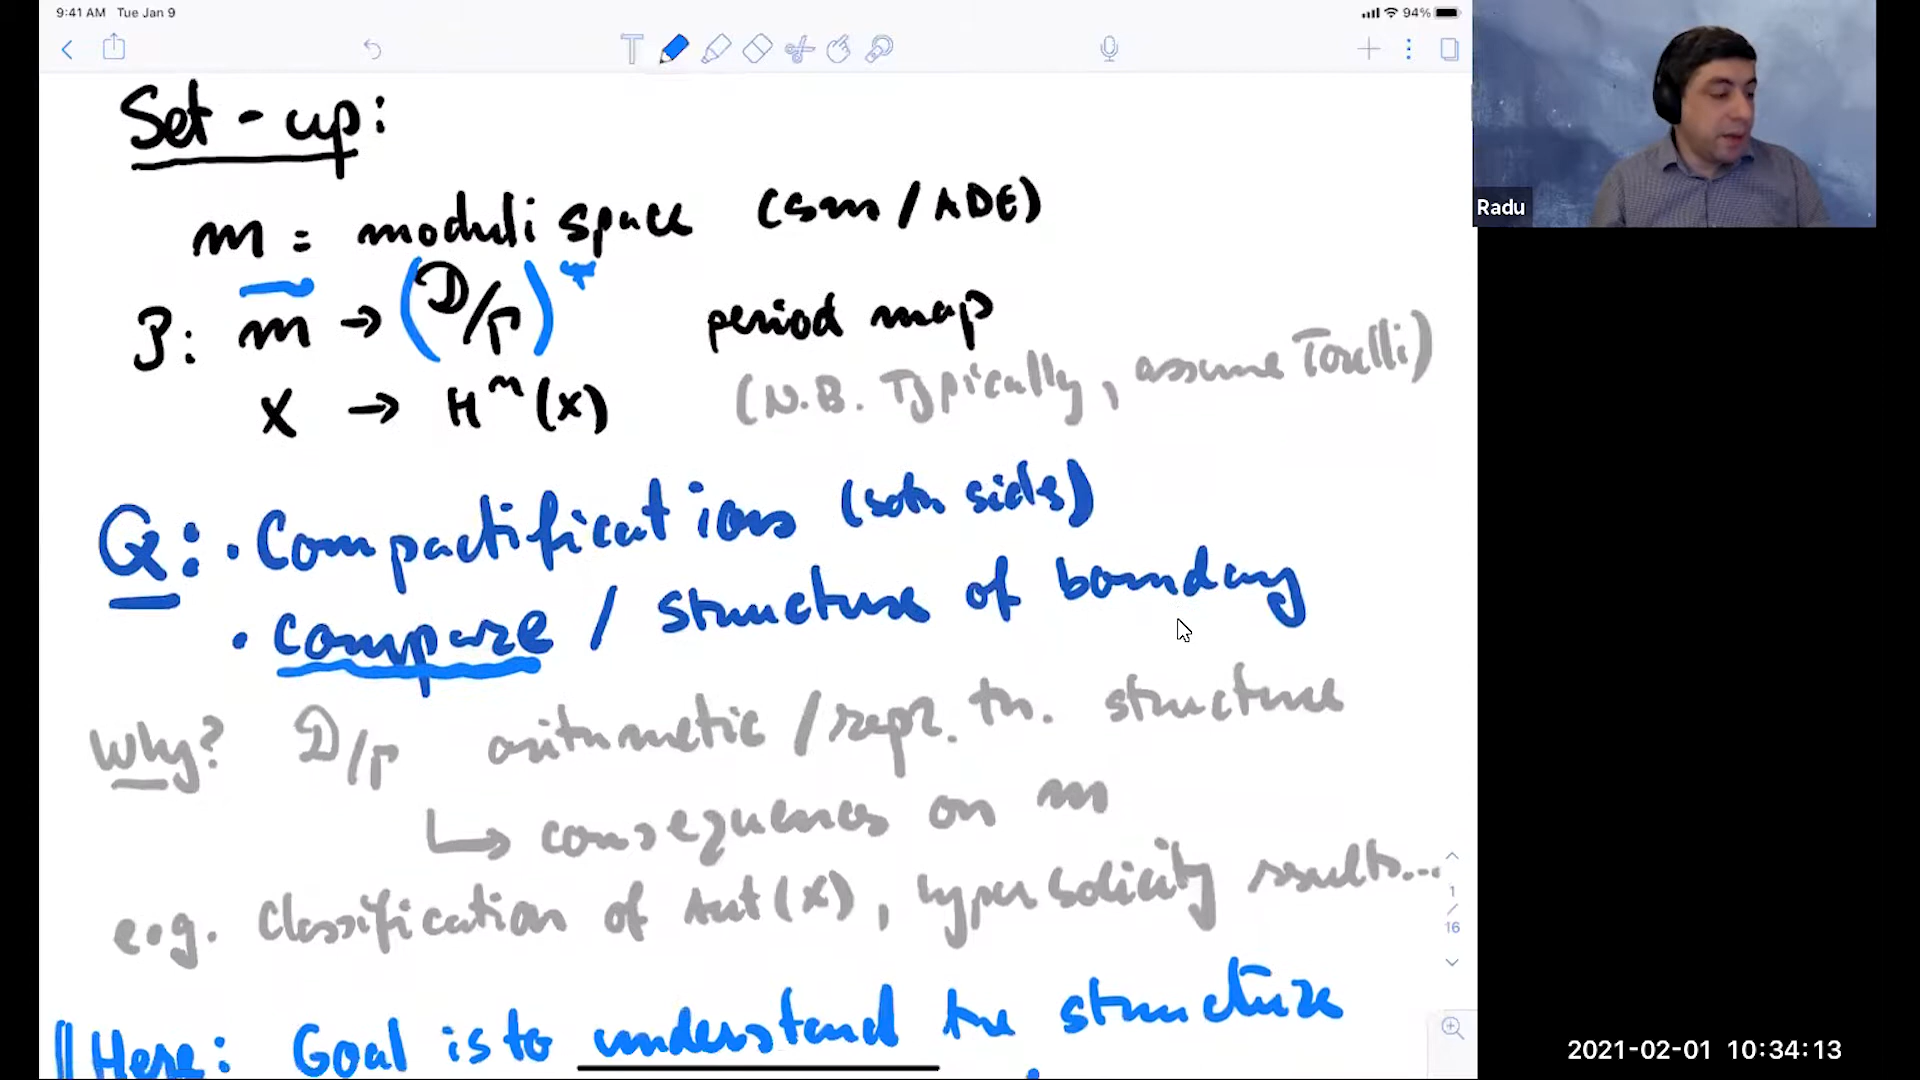 9:41 AM Tue Jan 9
94%
Set-up:
M = moduli space (sm / ADE)
P: M → (D/Γ)* period map
X → Hⁿ(X) (N.B. Typically, assume Torelli)
Q: • Compactifications (both sides)
• compare / structure of boundary
Why? D/Γ arithmetic / repr. th. structure
↳ consequences on M
e.g. Classification of Aut(X), hyperbolicity results...
Here: Goal is to understand the structure
1
/
16
Radu
2021-02-01 10:34:13